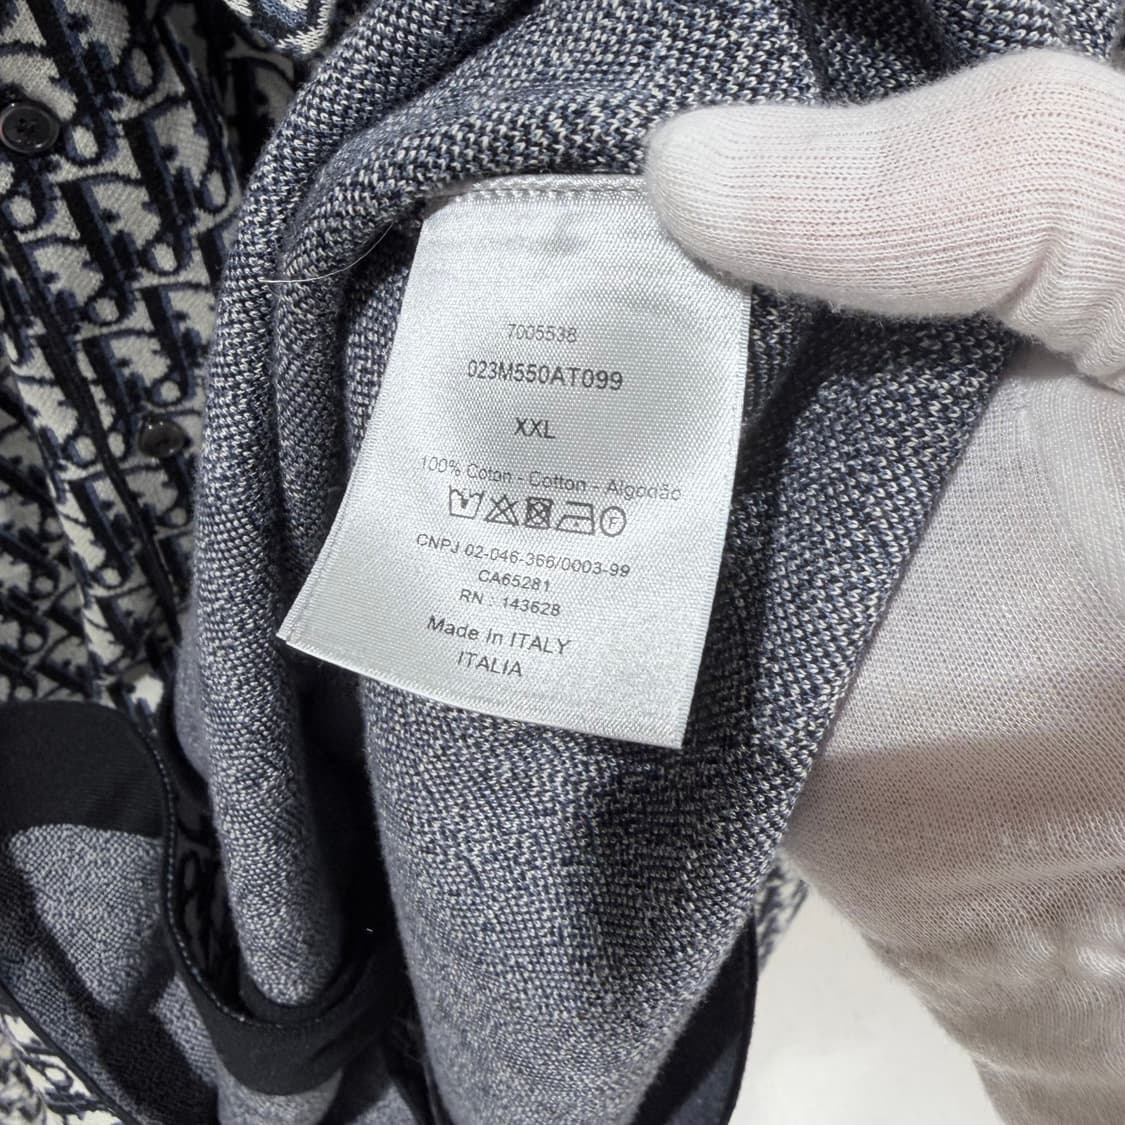 7005538
023M550AT099
XXL
100% Coton - Cotton - Algodão
F
CNPJ 02-046-366/0003-99
CA65281
RN : 143628
Made in ITALY
ITALIA